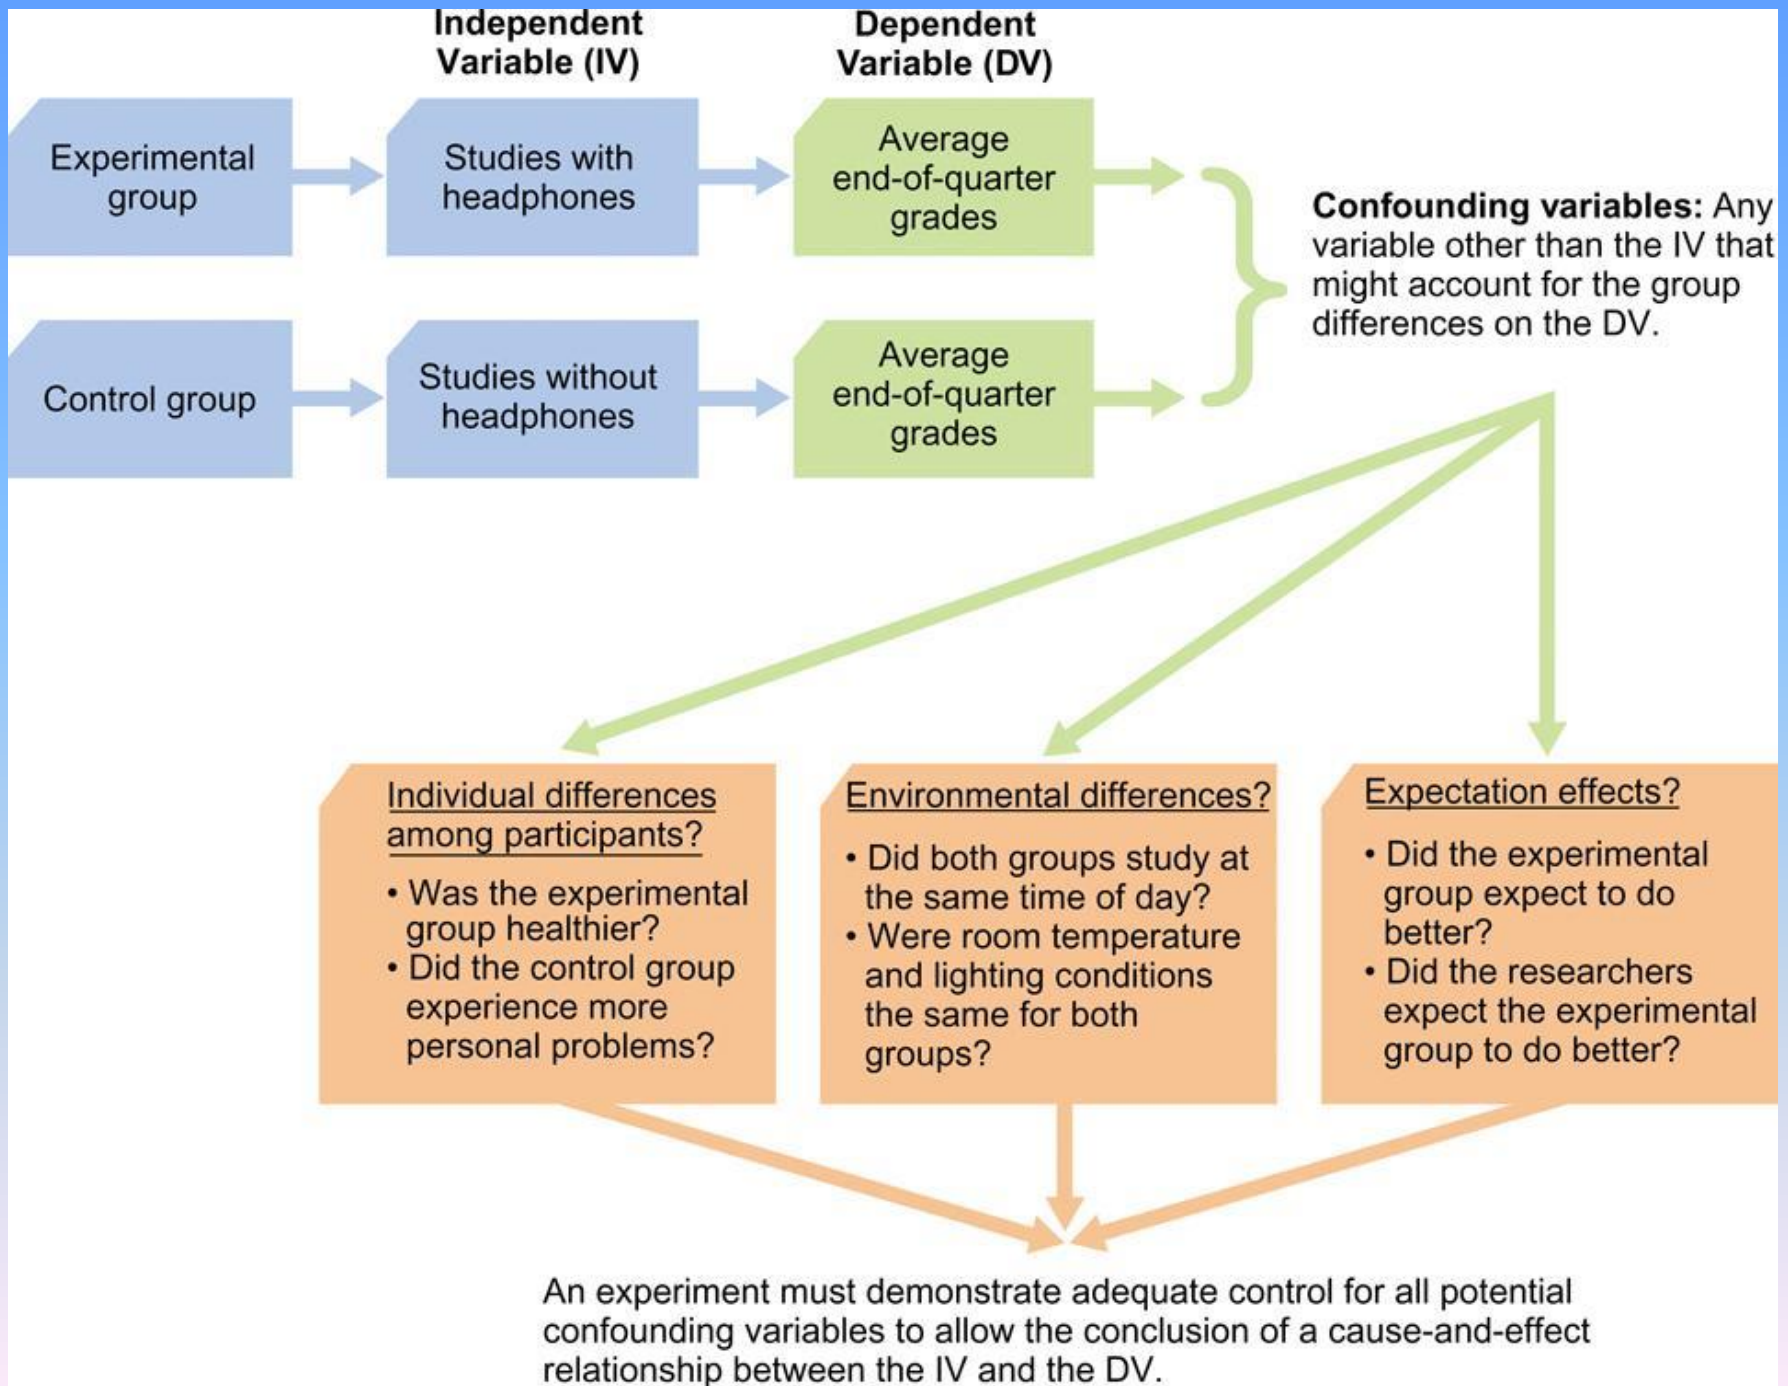 Independent
Variable (IV)
Dependent
Variable (DV)
Experimental
group
Studies with
headphones
Average
end-of-quarter
grades
Control group
Studies without
headphones
Average
end-of-quarter
grades
Confounding variables: Any
variable other than the IV that
might account for the group
differences on the DV.
Individual differences
among participants?
• Was the experimental
group healthier?
• Did the control group
experience more
personal problems?
Environmental differences?
• Did both groups study at
the same time of day?
• Were room temperature
and lighting conditions
the same for both
groups?
Expectation effects?
• Did the experimental
group expect to do
better?
• Did the researchers
expect the experimental
group to do better?
An experiment must demonstrate adequate control for all potential
confounding variables to allow the conclusion of a cause-and-effect
relationship between the IV and the DV.